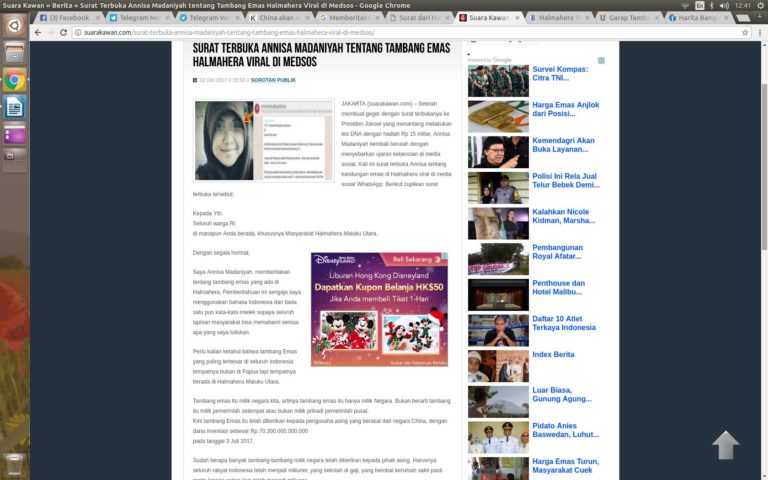 Suara Kawan » Berita » Surat Terbuka Annisa Madaniyah tentang Tambang Emas Halmahera Viral di Medsos - Google Chrome
En
12:41
(3) Facebook
Telegram
Telegram
China akan
Memberitak
Surat dari Ha
Suara Kawan
Halmahera
Garap Tamb
Harita Bang
suarakawan.com/surat-terbuka-annisa-madaniyah-tentang-tambang-emas-halmahera-viral-di-medsos/
SURAT TERBUKA ANNISA MADANIYAH TENTANG TAMBANG EMAS
HALMAHERA VIRAL DI MEDSOS
22 Oct 2017 // 22:52 // SOROTAN PUBLIK
JAKARTA (suarakawan.com) – Setelah
membuat geger dengan surat terbukanya ke
Presiden Jokowi yang menantang melakukan
tes DNA dengan hadiah Rp 15 miliar, Annisa
Madaniyah kembali berulah dengan
menyebarkan ujaran kebencian di media
sosial. Kali ini surat terbuka Annisa tentang
kandungan emas di Halmahera viral di media
sosial WhatsApp. Berikut cuplikan surat
terbuka tersebut:
Kepada Yth.
Seluruh warga RI
di manapun Anda berada, khususnya Masyarakat Halmahera Maluku Utara.
Dengan segala hormat,
Saya Annisa Madaniyah, memberitakan
tentang tambang emas yang ada di
Halmahera. Pemberitahuan ini sengaja saya
menggunakan bahasa Indonesia dan tiada
satu pun kata-kata intelek supaya seluruh
lapisan masyarakat bisa memahami semua
apa yang saya tuliskan.
Perlu kalian ketahui bahwa tambang Emas
yang paling terbesar di seluruh Indonesia
tempatnya bukan di Papua tapi tempatnya
berada di Halmahera Maluku Utara.
Tambang emas itu milik negara kita, artinya tambang emas itu hanya milik Negara. Bukan berarti tambang
itu milik pemerintah setempat atau bukan milik pribadi pemerintah pusat.
Kini tambang Emas itu telah diberikan kepada pengusaha asing yang berasal dari negara China, dengan
dana investasi sebesar Rp.70.200.000.000.000
pada tanggal 3 Juli 2017.
Sudah berapa banyak tambang-tambang milik negara telah diberikan kepada pihak asing. Harusnya
seluruh rakyat Indonesia telah menjadi miliuner, yang sekolah di gaji, yang berobat kerumah sakit pasti
Disneyland
Beli Sekarang
Liburan Hong Kong Disneyland
Dapatkan Kupon Belanja HK$50
Jika Anda membeli Tiket 1-Hari
©Disney
Syarat dan Ketentuan Berlaku
Powered by Google
Survei Kompas:
Citra TNI...
Harga Emas Anjlok
dari Posisi
Kemendagri Akan
Buka Layanan...
Polisi Ini Rela Jual
Telur Bebek Demi...
Kalahkan Nicole
Kidman, Marsha...
Pembangunan
Royal Afatar...
Penthouse dan
Hotel Malibu...
Daftar 10 Atlet
Terkaya Indonesia
Index Berita
Luar Biasa,
Gunung Agung...
Pidato Anies
Baswedan, Luhut...
Harga Emas Turun,
Masyarakat Cuek